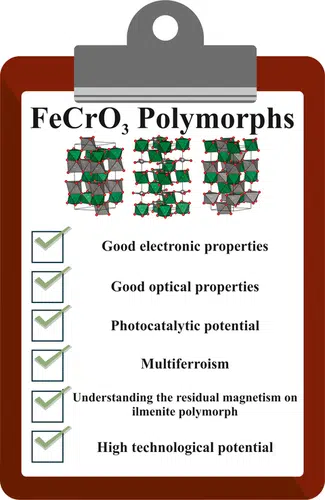 FeCrO₃ Polymorphs
Good electronic properties
Good optical properties
Photocatalytic potential
Multiferroism
Understanding the residual magnetism on
ilmenite polymorph
High technological potential